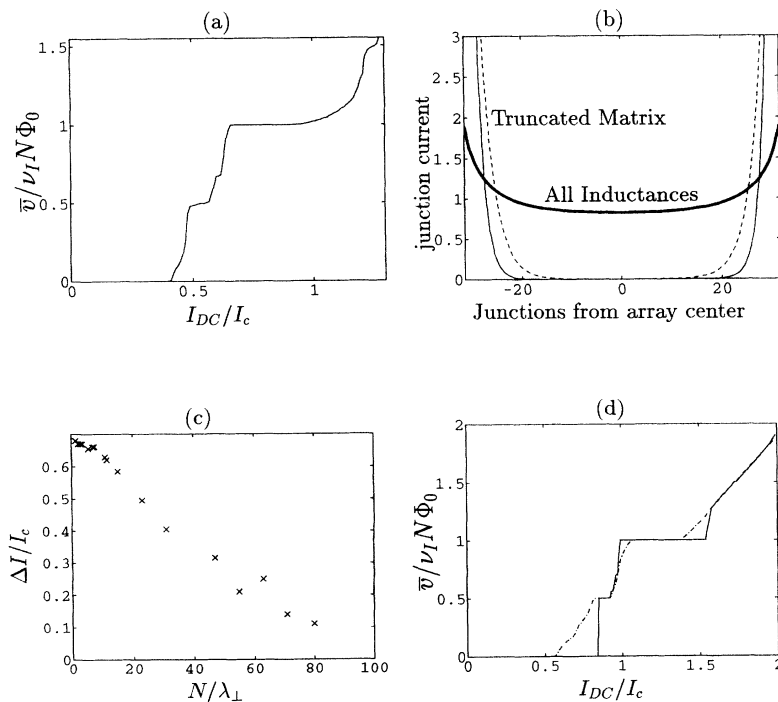 (a)
1.5
1
0.5
0
v̅/ν_I NΦ₀
0
0.5
1
I_DC/I_c
(b)
3
2.5
2
1.5
1
0.5
0
junction current
Truncated Matrix
All Inductances
-20
0
20
Junctions from array center
(c)
0.6
0.5
0.4
0.3
0.2
0.1
0
ΔI/I_c
0
20
40
60
80
100
N/λ_⊥
(d)
2
1.5
1
0.5
0
v̅/ν_I NΦ₀
0
0.5
1
1.5
2
I_DC/I_c